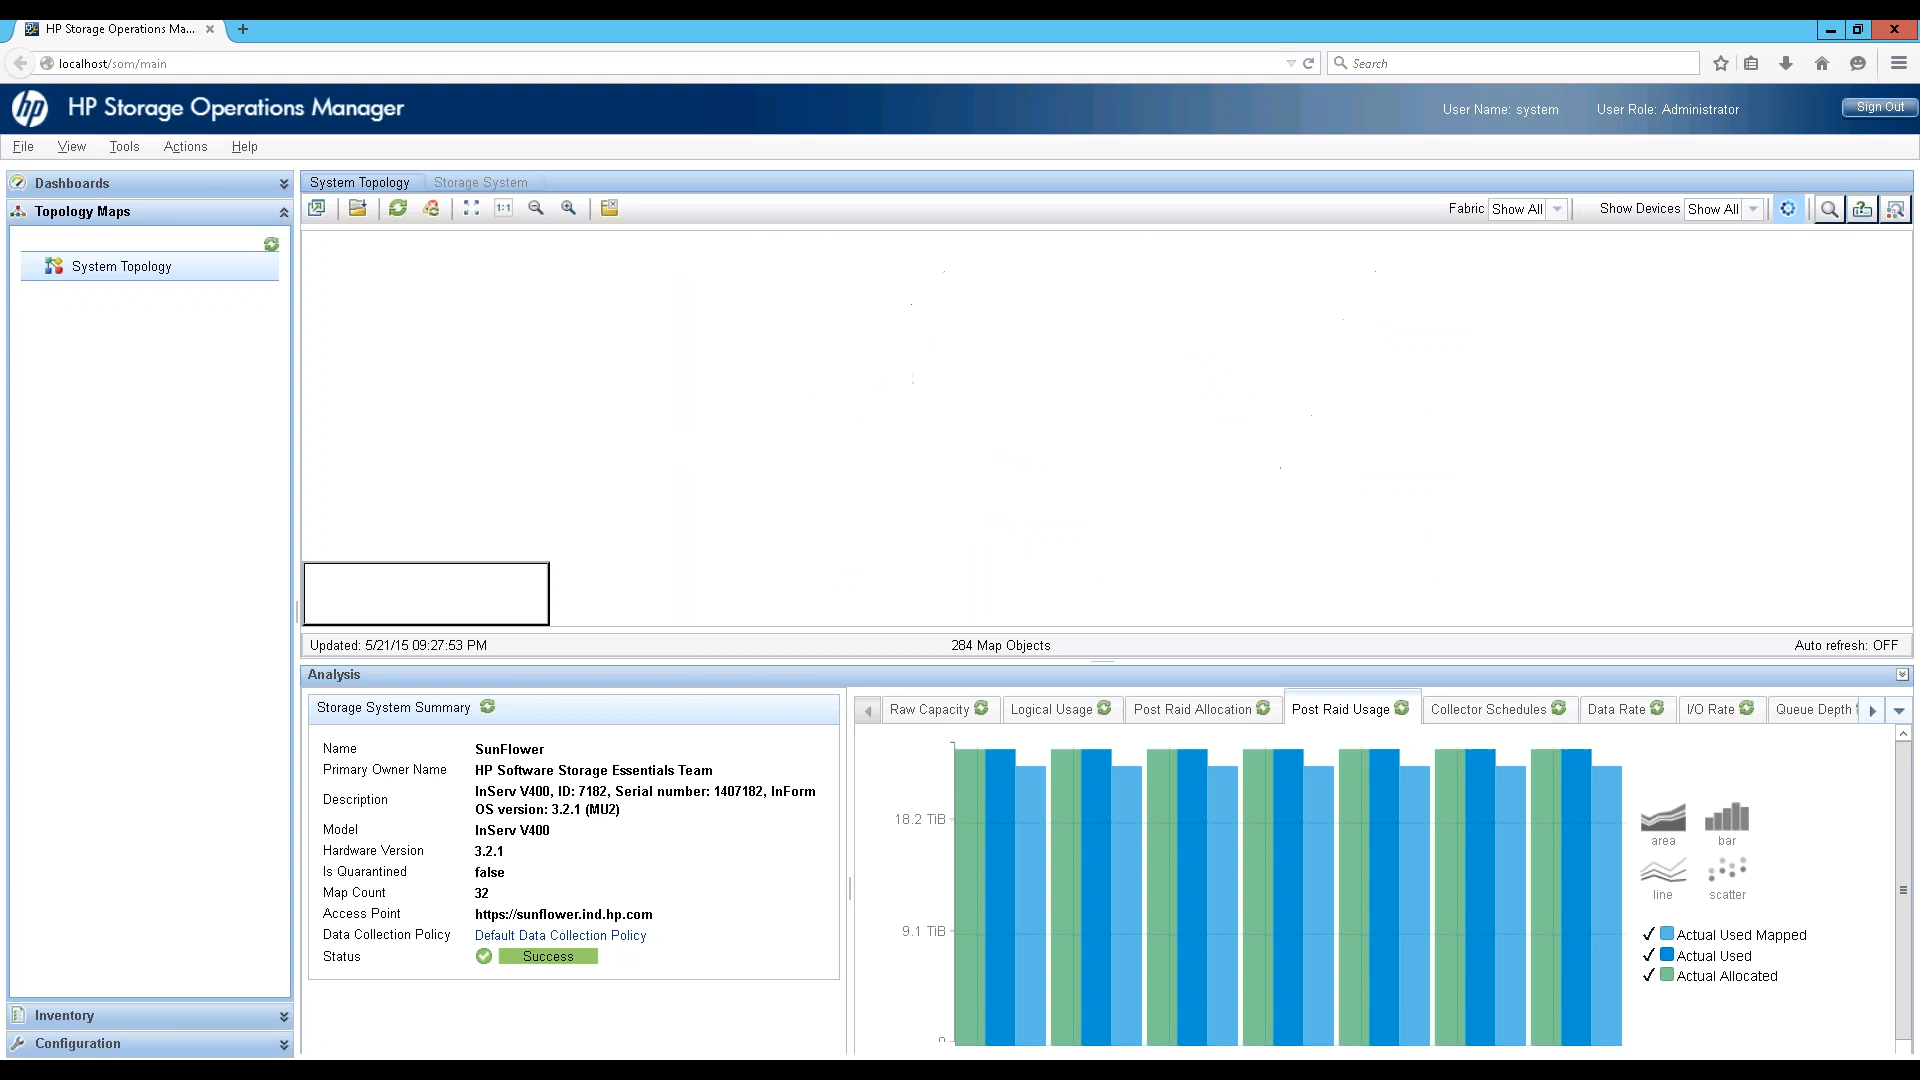 HP Storage Operations Ma...
localhost/som/main
Search
hp HP Storage Operations Manager
User Name: system
User Role: Administrator
Sign Out
File View Tools Actions Help
Dashboards
Topology Maps
System Topology
Inventory
Configuration
System Topology Storage System
1:1
Fabric Show All
Show Devices Show All
Updated: 5/21/15 09:27:53 PM
284 Map Objects
Auto refresh: OFF
Analysis
Storage System Summary
Name SunFlower
Primary Owner Name HP Software Storage Essentials Team
Description InServ V400, ID: 7182, Serial number: 1407182, InForm
OS version: 3.2.1 (MU2)
Model InServ V400
Hardware Version 3.2.1
Is Quarantined false
Map Count 32
Access Point https://sunflower.ind.hp.com
Data Collection Policy Default Data Collection Policy
Status Success
Raw Capacity Logical Usage Post Raid Allocation Post Raid Usage Collector Schedules Data Rate I/O Rate Queue Depth
18.2 TiB
9.1 TiB
0
area bar
line scatter
Actual Used Mapped
Actual Used
Actual Allocated